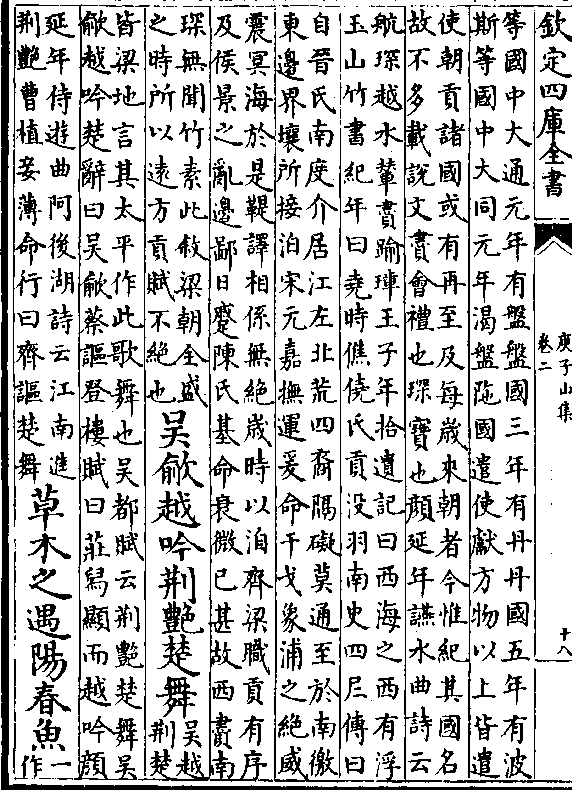 欽定四庫全書
庾子山集
卷二
十八
等國中大通元年有盤盤國三年有丹丹國五年有波
斯等國中大同元年渴盤陁國遣使獻方物以上皆遣
使朝貢諸國或有再至及每歲來朝者今惟紀其國名
故不多載說文賮會禮也琛寶也顔延年讌水曲詩云
航琛越水輦賮踰嶂王子年拾遺記曰西海之西有浮
玉山竹書紀年曰堯時僬僥氏貢没羽南史四𡰥傳曰
自晉氏南度介居江左北荒四裔隔礙莫通至於南徼
東邊界壤所接洎宋元嘉撫運爰命干戈象浦之絶威
震冥海於是鞮譯相係無絶歲時以洎齊梁職貢有序
及侯景之亂邊鄙日蹙陳氏基命衰微已甚故西賮南
琛無聞竹素此敘梁朝全盛
之時所以遠方貢賦不絶也
吳歈越吟荆艷楚舞
吳越
荆楚
皆梁地言其太平作此歌舞也吳都賦云荆艷楚舞吳
歈越吟楚辭曰吳歈蔡謳登樓賦曰莊舄顯而越吟顔
延年侍遊曲阿後湖詩云江南進
荆艷曹植妾薄命行曰齊謳楚舞
草木之遇陽春魚
一
作